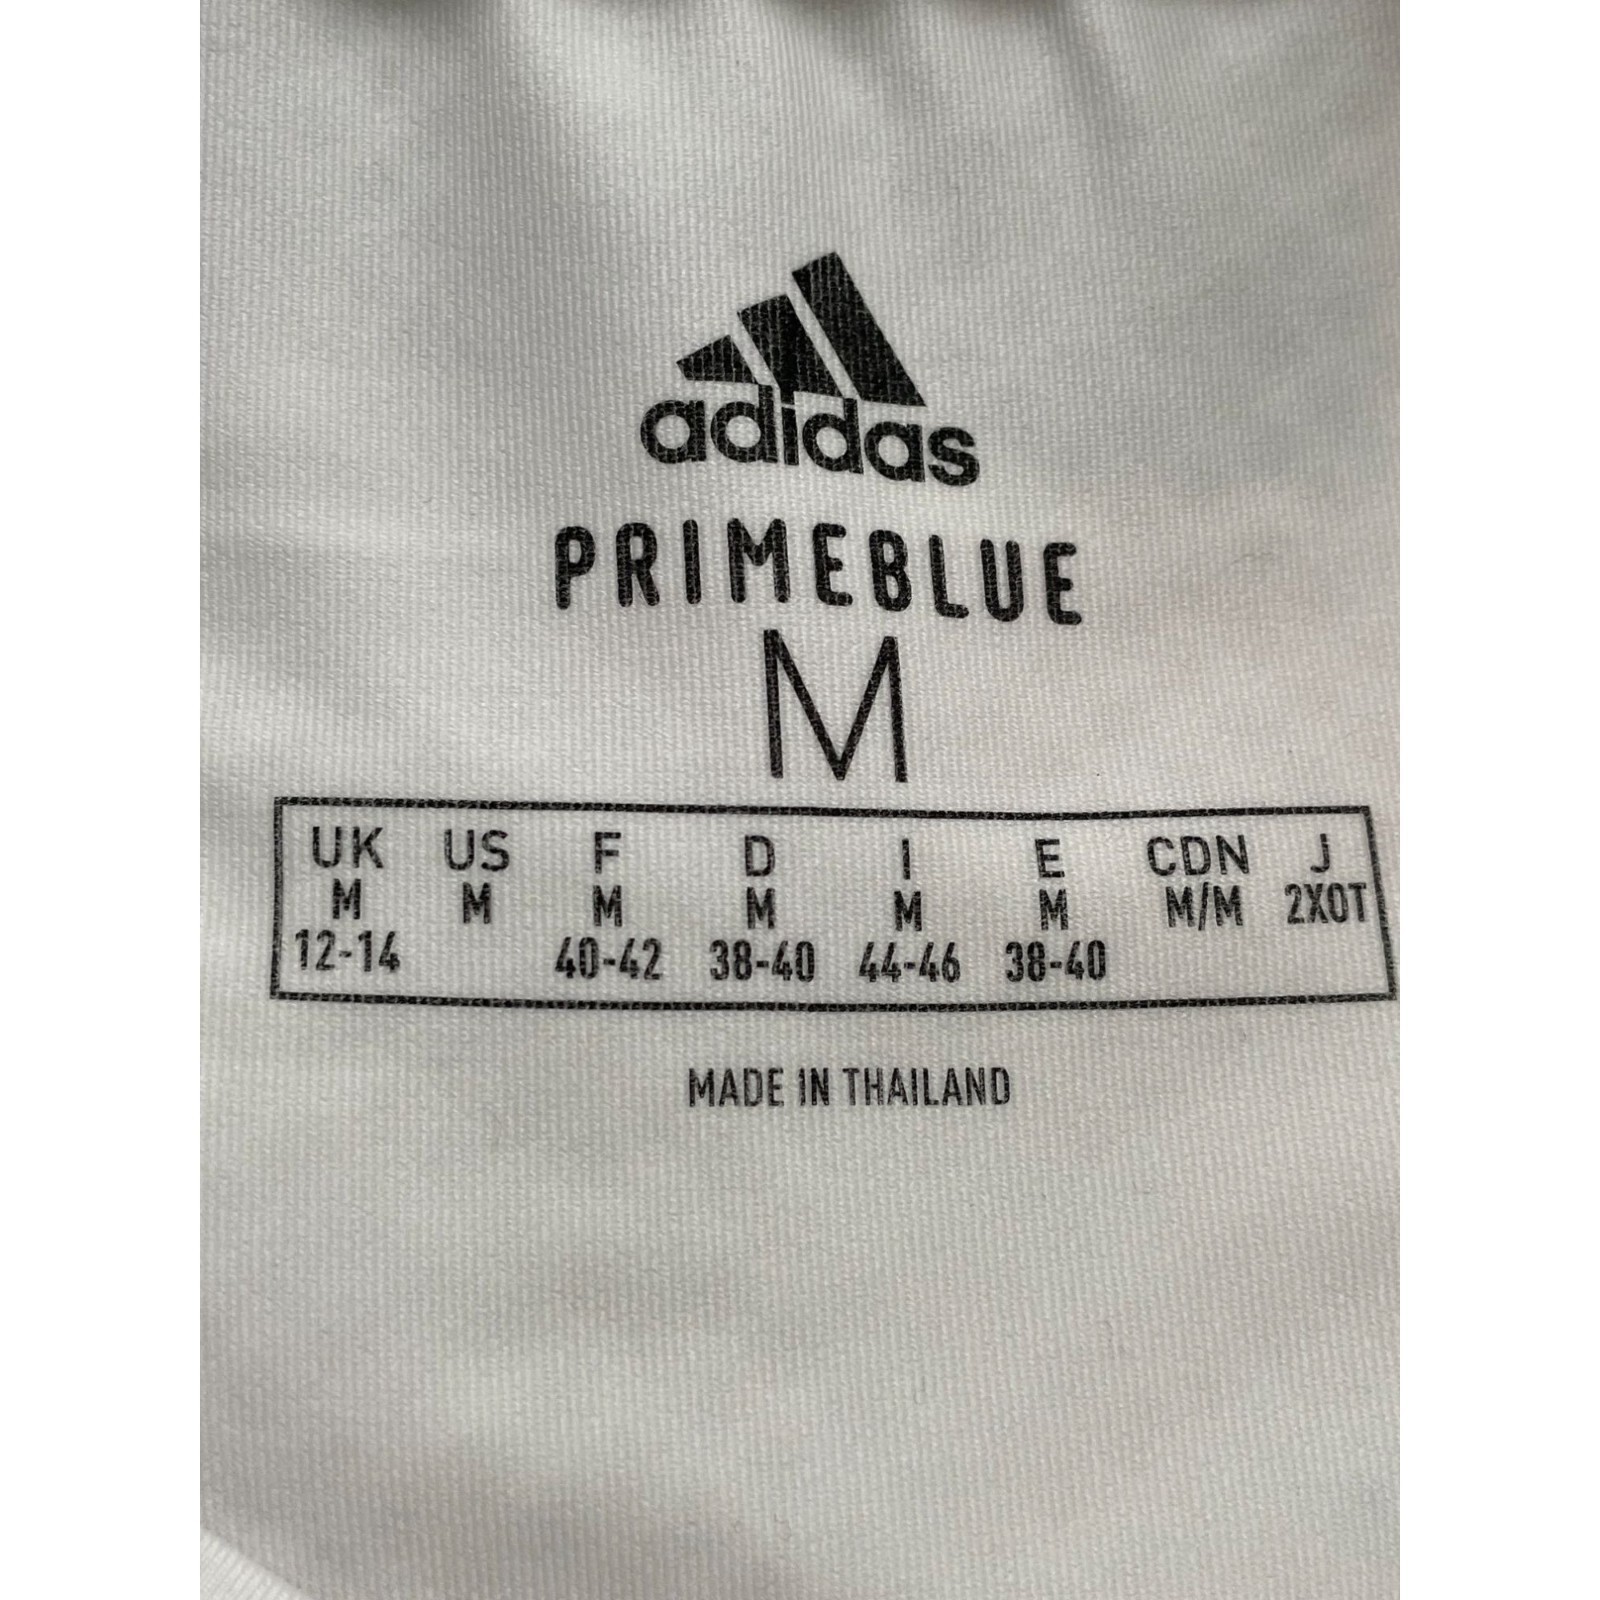 adidas
PRIMEBLUE
M
UK US F D I E CDN J
M M M M M M M/M 2XOT
12-14 40-42 38-40 44-46 38-40
MADE IN THAILAND